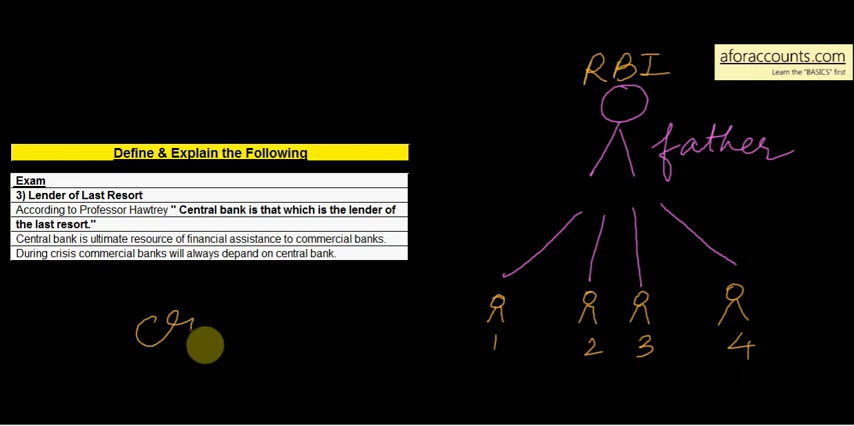 RBI
aforaccounts.com
Learn the "BASICS" first
father
Define & Explain the Following
Exam
3) Lender of Last Resort
According to Professor Hawtrey " Central bank is that which is the lender of
the last resort."
Central bank is ultimate resource of financial assistance to commercial banks.
During crisis commercial banks will always depand on central bank.
1 2 3 4